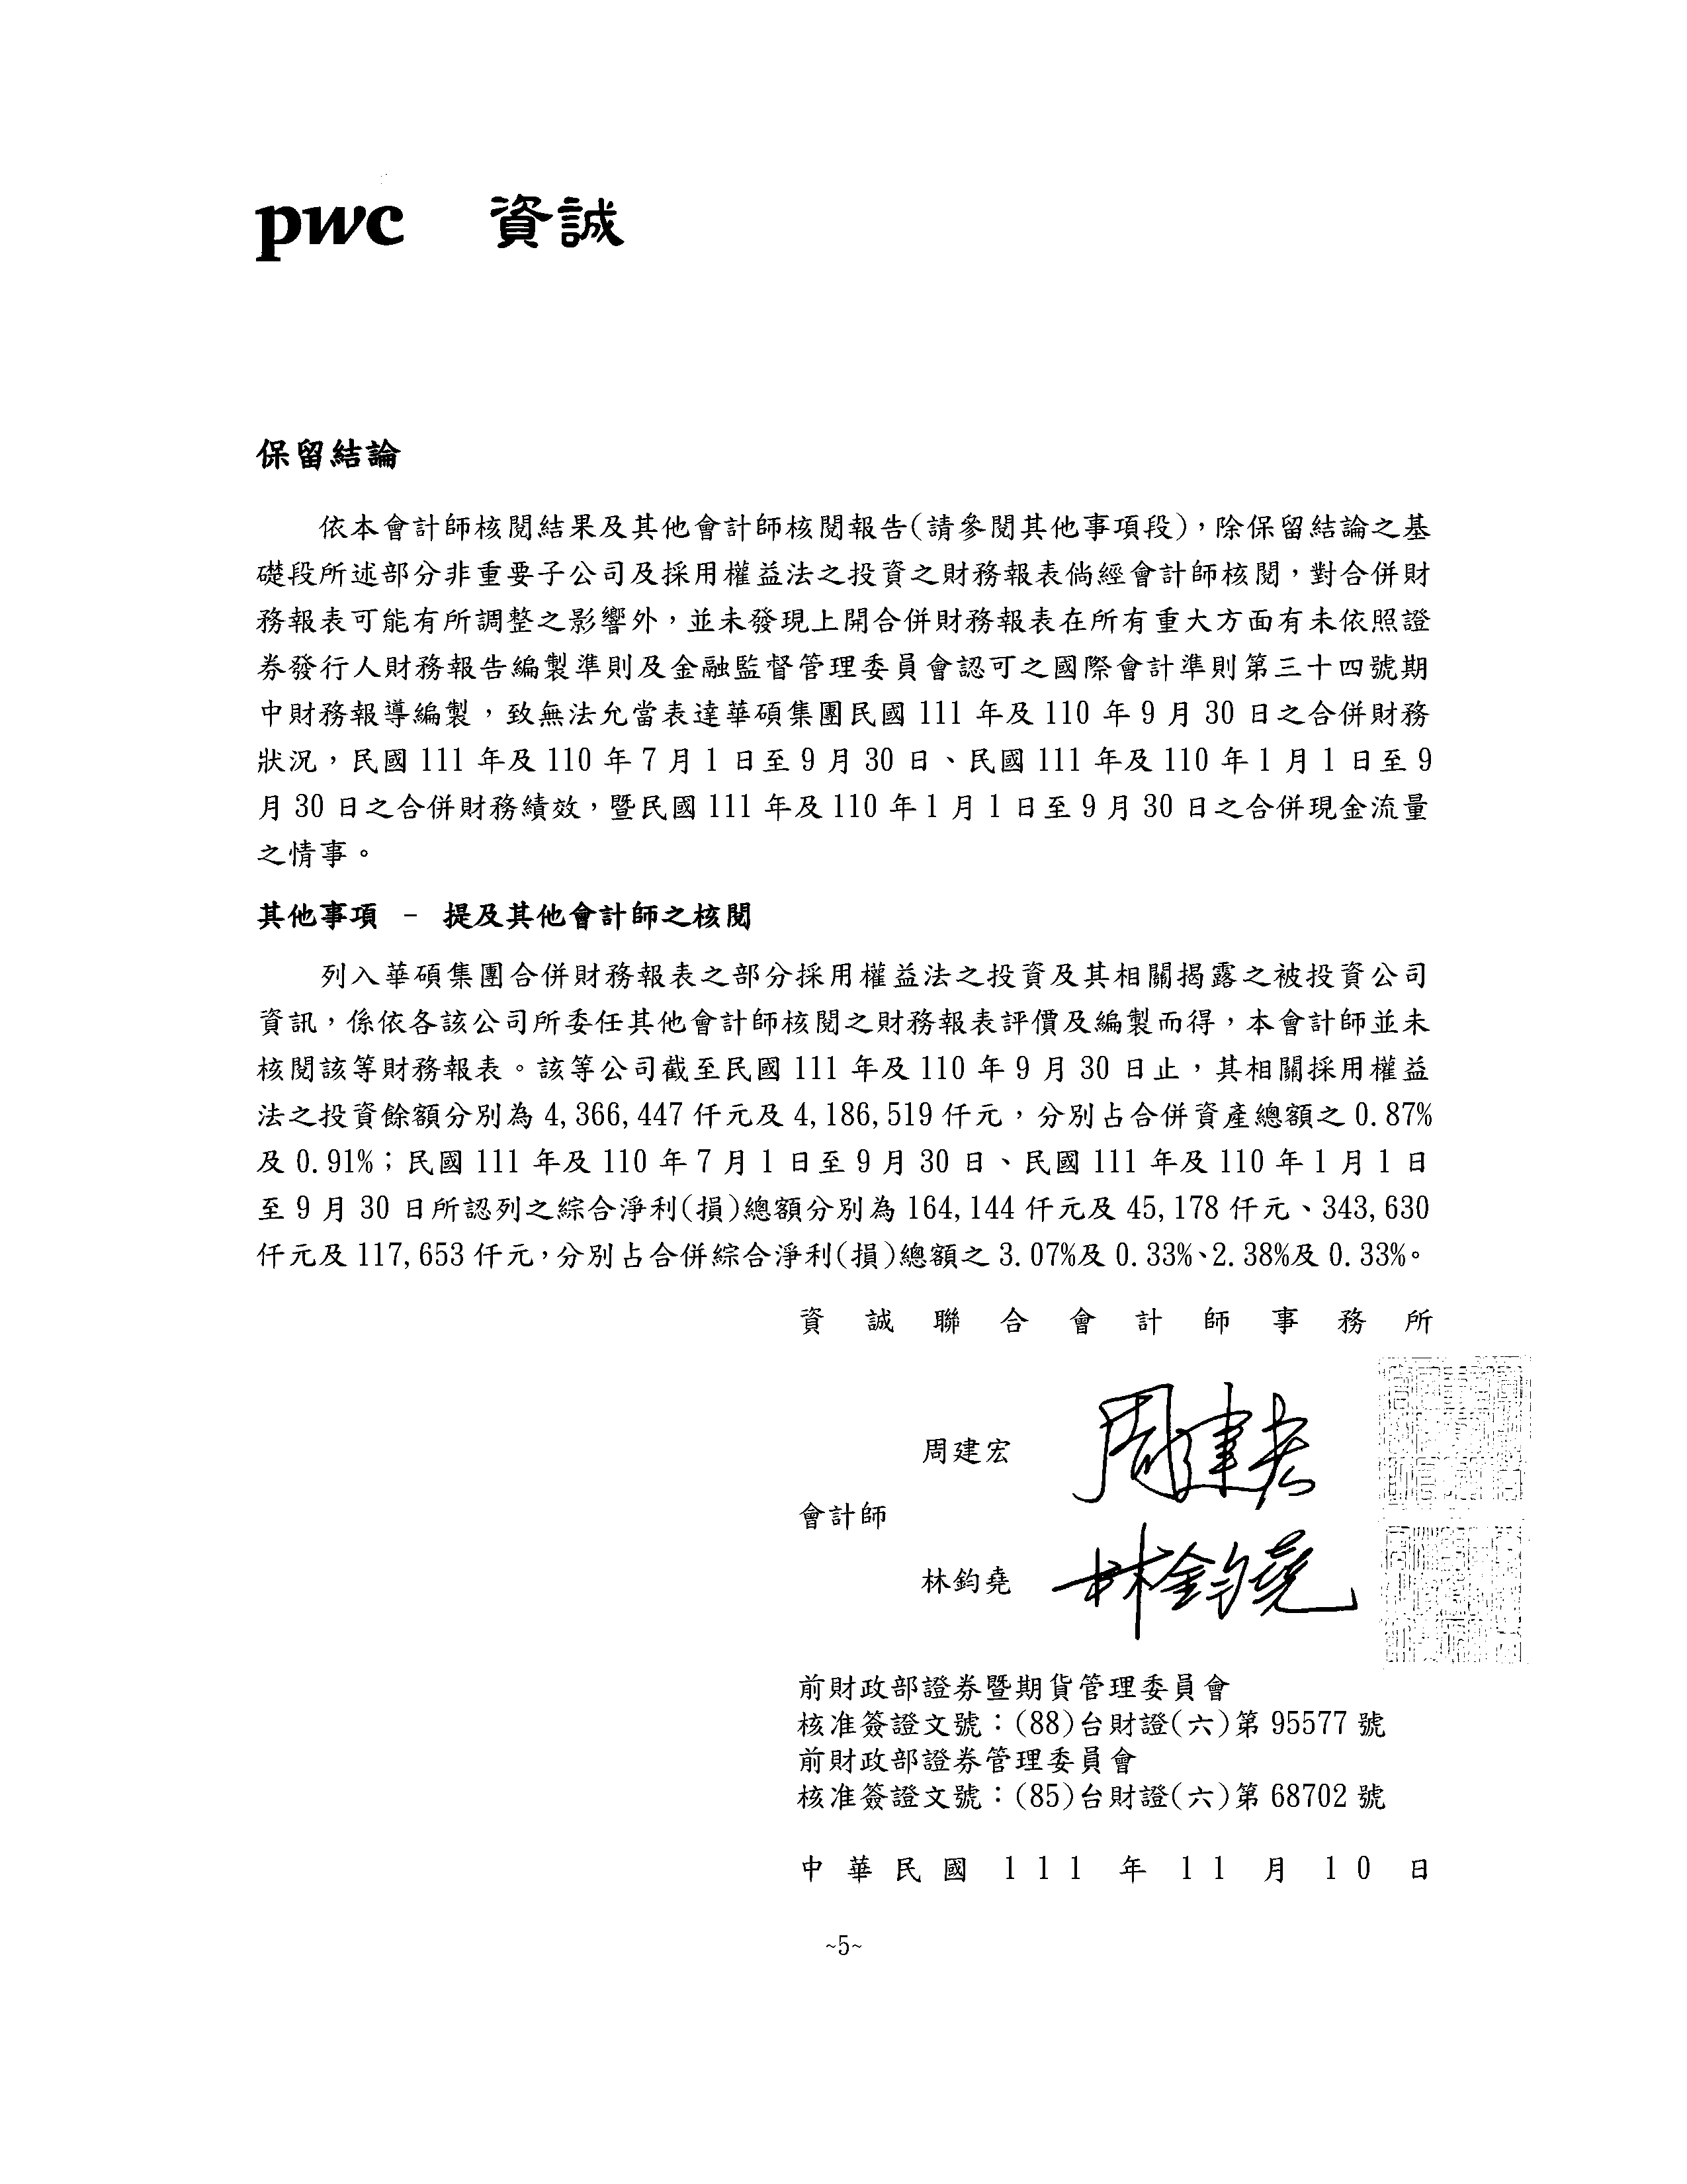 pwc 資誠
保留結論
依本會計師核閱結果及其他會計師核閱報告(請參閱其他事項段)，除保留結論之基
礎段所述部分非重要子公司及採用權益法之投資之財務報表倘經會計師核閱，對合併財
務報表可能有所調整之影響外，並未發現上開合併財務報表在所有重大方面有未依照證
券發行人財務報告編製準則及金融監督管理委員會認可之國際會計準則第三十四號期
中財務報導編製，致無法允當表達華碩集團民國 111 年及 110 年 9 月 30 日之合併財務
狀況，民國 111 年及 110 年 7 月 1 日至 9 月 30 日、民國 111 年及 110 年 1 月 1 日至 9
月 30 日之合併財務績效，暨民國 111 年及 110 年 1 月 1 日至 9 月 30 日之合併現金流量
之情事。
其他事項 - 提及其他會計師之核閱
列入華碩集團合併財務報表之部分採用權益法之投資及其相關揭露之被投資公司
資訊，係依各該公司所委任其他會計師核閱之財務報表評價及編製而得，本會計師並未
核閱該等財務報表。該等公司截至民國 111 年及 110 年 9 月 30 日止，其相關採用權益
法之投資餘額分別為 4,366,447 仟元及 4,186,519 仟元，分別占合併資產總額之 0.87%
及 0.91%；民國 111 年及 110 年 7 月 1 日至 9 月 30 日、民國 111 年及 110 年 1 月 1 日
至 9 月 30 日所認列之綜合淨利(損)總額分別為 164,144 仟元及 45,178 仟元、343,630
仟元及 117,653 仟元，分別占合併綜合淨利(損)總額之 3.07%及 0.33%、2.38%及 0.33%。
資誠聯合會計師事務所
周建宏 周建宏
會計師
林鈞堯 林鈞堯
前財政部證券暨期貨管理委員會
核准簽證文號：(88)台財證(六)第 95577 號
前財政部證券管理委員會
核准簽證文號：(85)台財證(六)第 68702 號
中華民國 111 年 11 月 10 日
~5~